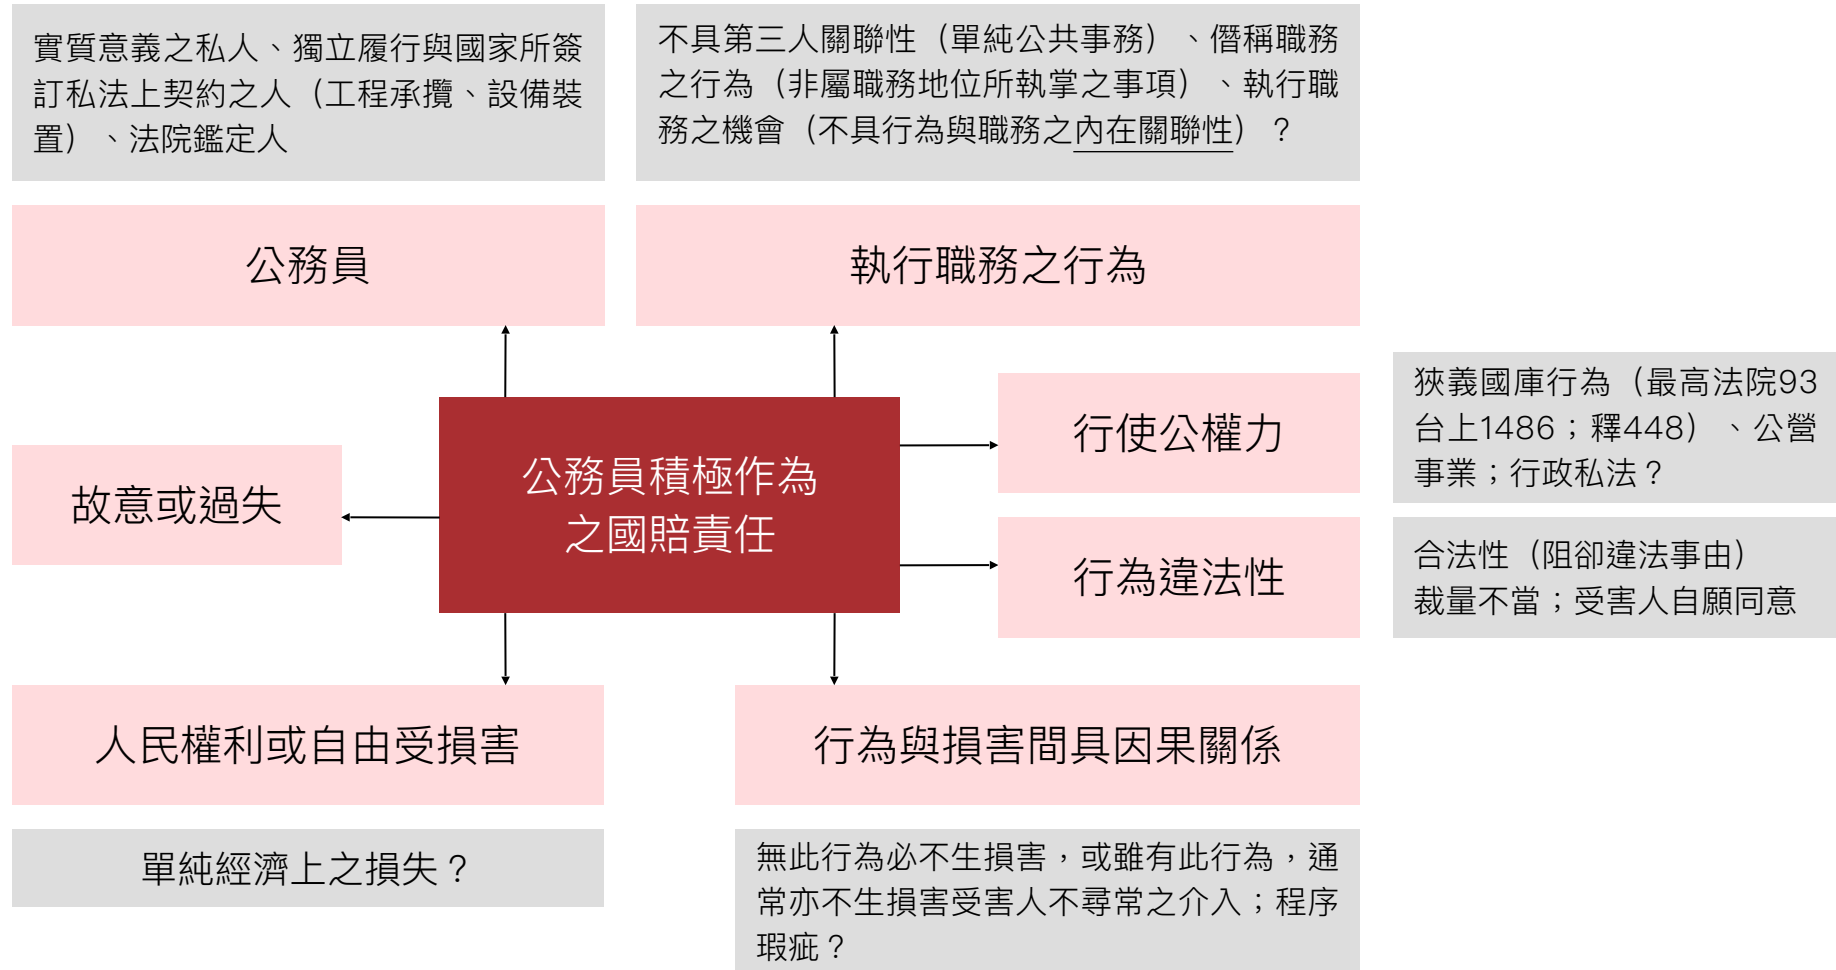 實質意義之私人、獨立履行與國家所簽
訂私法上契約之人（工程承攬、設備裝
置）、法院鑑定人
不具第三人關聯性（單純公共事務）、僭稱職務
之行為（非屬職務地位所執掌之事項）、執行職
務之機會（不具行為與職務之內在關聯性）？
公務員
執行職務之行為
狹義國庫行為（最高法院93
台上1486；釋448）、公營
事業；行政私法？
行使公權力
公務員積極作為
之國賠責任
故意或過失
行為違法性
合法性（阻卻違法事由）
裁量不當；受害人自願同意
人民權利或自由受損害
行為與損害間具因果關係
單純經濟上之損失？
無此行為必不生損害，或雖有此行為，通
常亦不生損害受害人不尋常之介入；程序
瑕疵？